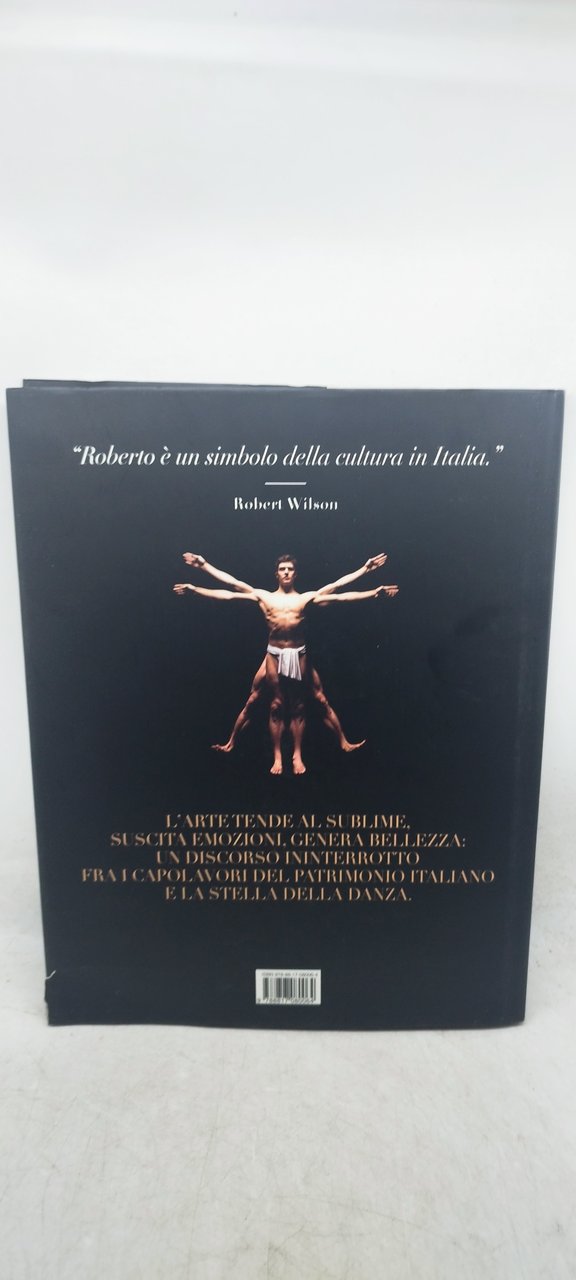 “Roberto è un simbolo della cultura in Italia.”
Robert Wilson
L’ARTE TENDE AL SUBLIME,
SUSCITA EMOZIONI, GENERA BELLEZZA:
UN DISCORSO ININTERROTTO
FRA I CAPOLAVORI DEL PATRIMONIO ITALIANO
E LA STELLA DELLA DANZA.